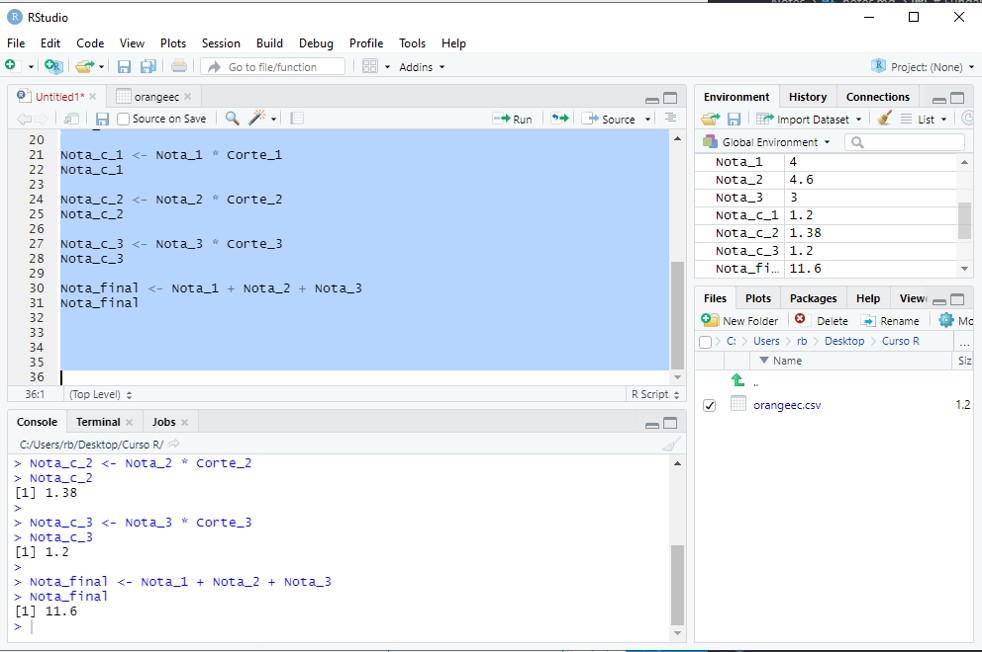 RStudio
File Edit Code View Plots Session Build Debug Profile Tools Help
Go to file/function Addins Project: (None)
Untitled1* orangeec
Source on Save Run Source
20
21 Nota_c_1 <- Nota_1 * Corte_1
22 Nota_c_1
23
24 Nota_c_2 <- Nota_2 * Corte_2
25 Nota_c_2
26
27 Nota_c_3 <- Nota_3 * Corte_3
28 Nota_c_3
29
30 Nota_final <- Nota_1 + Nota_2 + Nota_3
31 Nota_final
32
33
34
35
36
36:1 (Top Level) R Script
Console Terminal Jobs
C:/Users/rb/Desktop/Curso R/
> Nota_c_2 <- Nota_2 * Corte_2
> Nota_c_2
[1] 1.38
>
> Nota_c_3 <- Nota_3 * Corte_3
> Nota_c_3
[1] 1.2
>
> Nota_final <- Nota_1 + Nota_2 + Nota_3
> Nota_final
[1] 11.6
>
Environment History Connections
Import Dataset List
Global Environment
Nota_1 4
Nota_2 4.6
Nota_3 3
Nota_c_1 1.2
Nota_c_2 1.38
Nota_c_3 1.2
Nota_fi… 11.6
Files Plots Packages Help View
New Folder Delete Rename Mo
C: > Users > rb > Desktop > Curso R ...
Name Siz
..
orangeec.csv 1.2